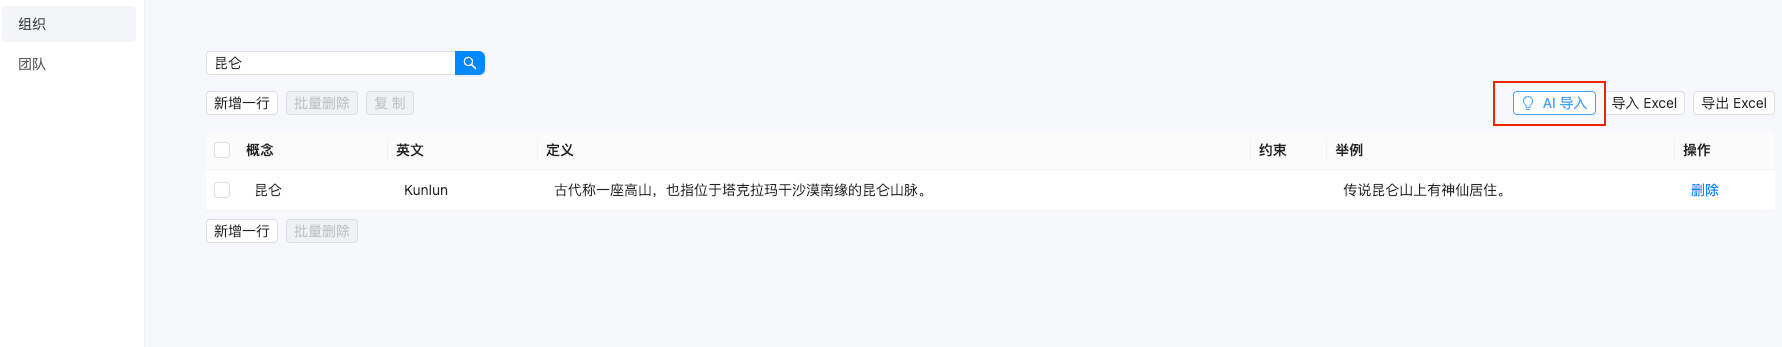 组织
团队
昆仑
新增一行 批量删除 复 制 AI 导入 导入 Excel 导出 Excel
概念 英文 定义 约束 举例 操作
昆仑 Kunlun 古代称一座高山，也指位于塔克拉玛干沙漠南缘的昆仑山脉。 传说昆仑山上有神仙居住。 删除
新增一行 批量删除